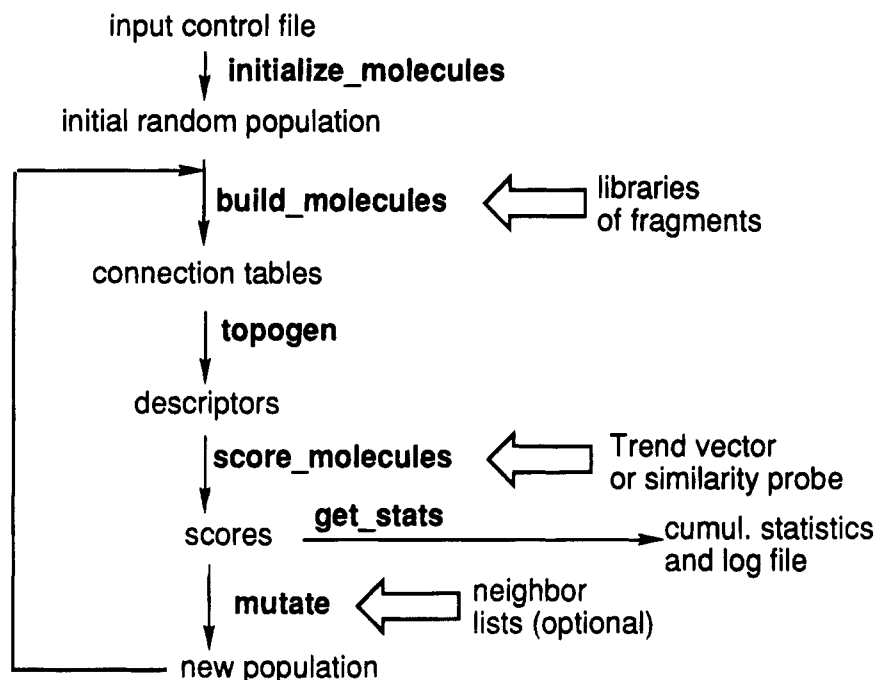 input control file
initialize_molecules
initial random population
build_molecules
libraries
of fragments
connection tables
topogen
descriptors
score_molecules
Trend vector
or similarity probe
get_stats
scores
cumul. statistics
and log file
mutate
neighbor
lists (optional)
new population